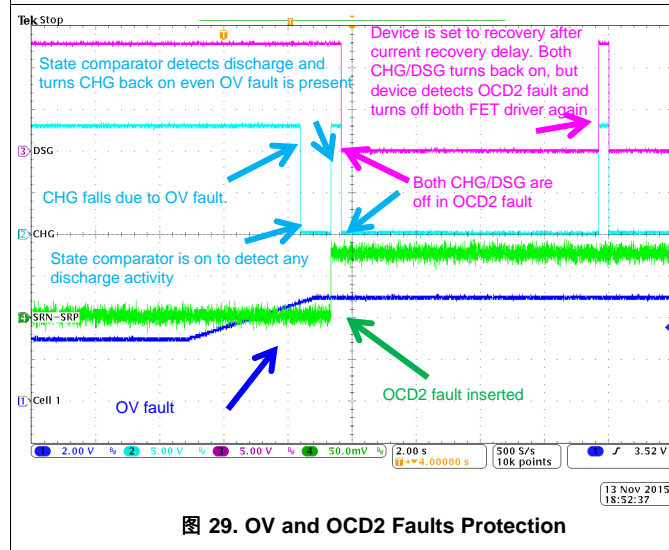 Tek Stop
Device is set to recovery after
current recovery delay. Both
CHG/DSG turns back on, but
device detects OCD2 fault and
turns off both FET driver again
State comparator detects discharge and
turns CHG back on even OV fault is present
3 DSG
CHG falls due to OV fault.
Both CHG/DSG are
off in OCD2 fault
2 CHG
State comparator is on to detect any
discharge activity
4 SRN-SRP
OCD2 fault inserted
1 Cell 1
OV fault
1 2.00 V 2 5.00 V 3 5.00 V 4 50.0mV
2.00 s
T→▼4.00000 s
500 S/s
10k points
1 ∫ 3.52 V
13 Nov 2015
18:52:37
图 29. OV and OCD2 Faults Protection